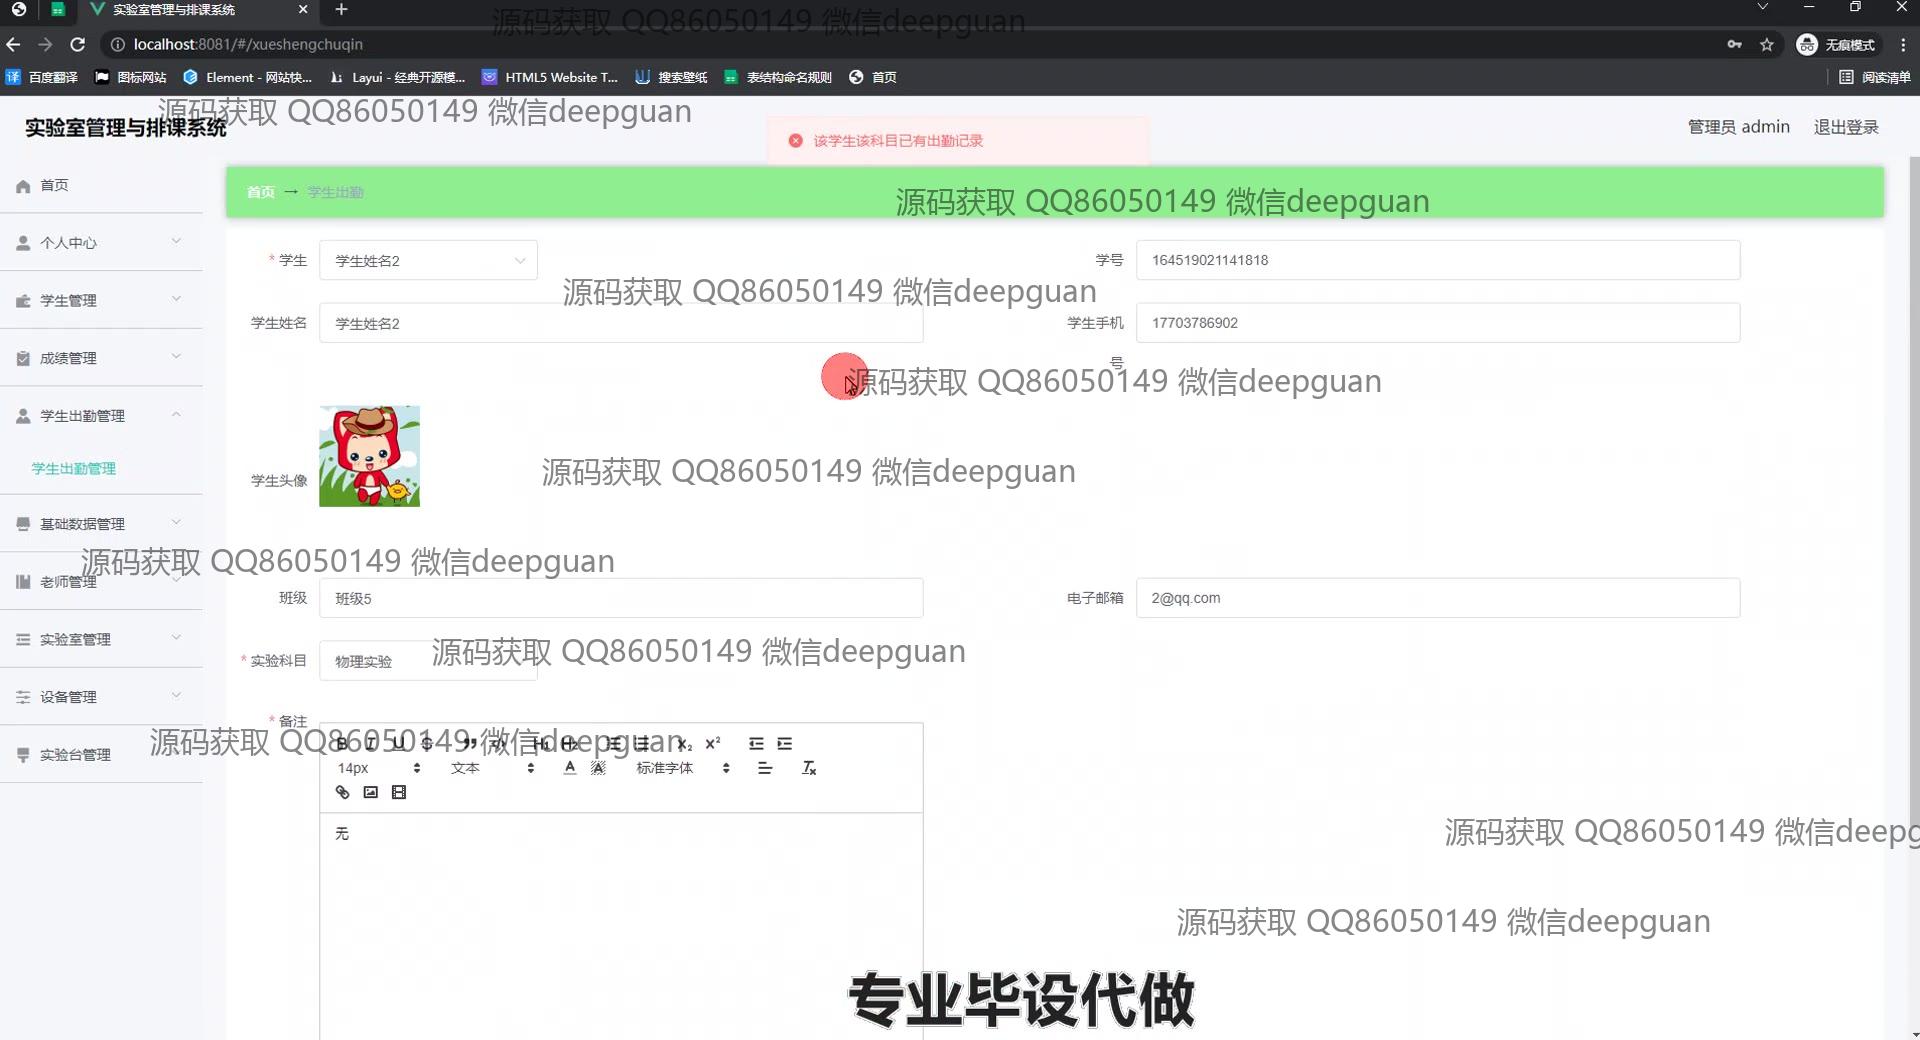 实验室管理与排课系统
源码获取 QQ86050149 微信deepguan
localhost:8081/#/xueshengchuqin
无痕模式
百度翻译
图标网站
Element - 网站快...
Layui - 经典开源模...
HTML5 Website T...
搜索壁纸
表结构命名规则
首页
阅读清单
源码获取 QQ86050149 微信deepguan
实验室管理与排课系统
该学生该科目已有出勤记录
管理员 admin
退出登录
首页
个人中心
学生管理
成绩管理
学生出勤管理
学生出勤管理
基础数据管理
老师管理
实验室管理
设备管理
实验台管理
首页 → 学生出勤
源码获取 QQ86050149 微信deepguan
* 学生
学生姓名2
学号
164519021141818
源码获取 QQ86050149 微信deepguan
学生姓名
学生姓名2
学生手机号
17703786902
源码获取 QQ86050149 微信deepguan
学生头像
源码获取 QQ86050149 微信deepguan
源码获取 QQ86050149 微信deepguan
班级
班级5
电子邮箱
2@qq.com
* 实验科目
物理实验
源码获取 QQ86050149 微信deepguan
* 备注
源码获取 QQ86050149 微信deepguan
B I U S ” H1 H2 x₂ x²
14px
文本
标准字体
无
源码获取 QQ86050149 微信deepg
源码获取 QQ86050149 微信deepguan
专业毕设代做